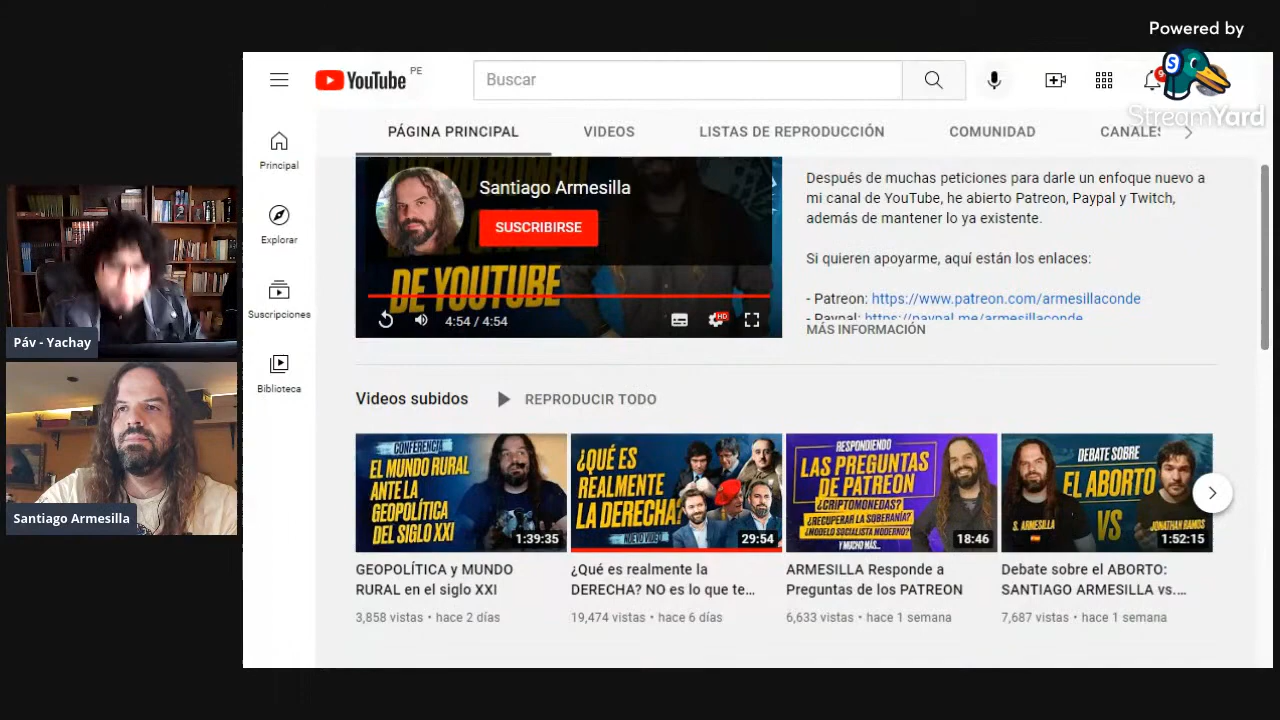 Powered by
StreamYard
YouTube PE
Buscar
9
PÁGINA PRINCIPAL
VIDEOS
LISTAS DE REPRODUCCIÓN
COMUNIDAD
CANALES
Principal
Explorar
Suscripciones
Biblioteca
Santiago Armesilla
SUSCRIBIRSE
DE YOUTUBE
4:54 / 4:54
HD
Después de muchas peticiones para darle un enfoque nuevo a
mi canal de YouTube, he abierto Patreon, Paypal y Twitch,
además de mantener lo ya existente.
Si quieren apoyarme, aquí están los enlaces:
- Patreon: https://www.patreon.com/armesillaconde
- Paypal: https://paypal.me/armesillaconde
MÁS INFORMACIÓN
Páv - Yachay
Santiago Armesilla
Videos subidos
REPRODUCIR TODO
CONFERENCIA
EL MUNDO RURAL
ANTE LA
GEOPOLÍTICA
DEL SIGLO XXI
1:39:35
GEOPOLÍTICA y MUNDO
RURAL en el siglo XXI
3,858 vistas • hace 2 días
¿QUÉ ES
REALMENTE
LA DERECHA?
NUEVO VIDEO
29:54
¿Qué es realmente la
DERECHA? NO es lo que te...
19,474 vistas • hace 6 días
RESPONDIENDO
LAS PREGUNTAS
DE PATREON
¿CRIPTOMONEDAS?
¿RECUPERAR LA SOBERANÍA?
¿MODELO SOCIALISTA MODERNO?
Y MUCHO MÁS...
18:46
ARMESILLA Responde a
Preguntas de los PATREON
6,633 vistas • hace 1 semana
DEBATE SOBRE
EL ABORTO
VS
S. ARMESILLA
JONATHAN RAMOS
1:52:15
Debate sobre el ABORTO:
SANTIAGO ARMESILLA vs....
7,687 vistas • hace 1 semana